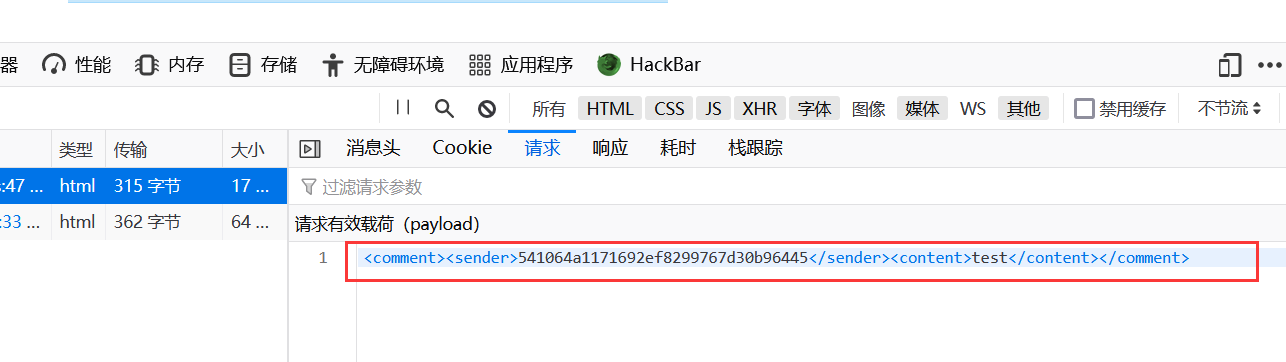 器 性能 内存 存储 无障碍环境 应用程序 HackBar
所有 HTML CSS JS XHR 字体 图像 媒体 WS 其他 禁用缓存 不节流
类型 传输 大小 消息头 Cookie 请求 响应 耗时 栈跟踪
:47 ... html 315 字节 17 ... 过滤请求参数
:33 ... html 362 字节 64 ... 请求有效载荷（payload）
1 <comment><sender>541064a1171692ef8299767d30b96445</sender><content>test</content></comment>